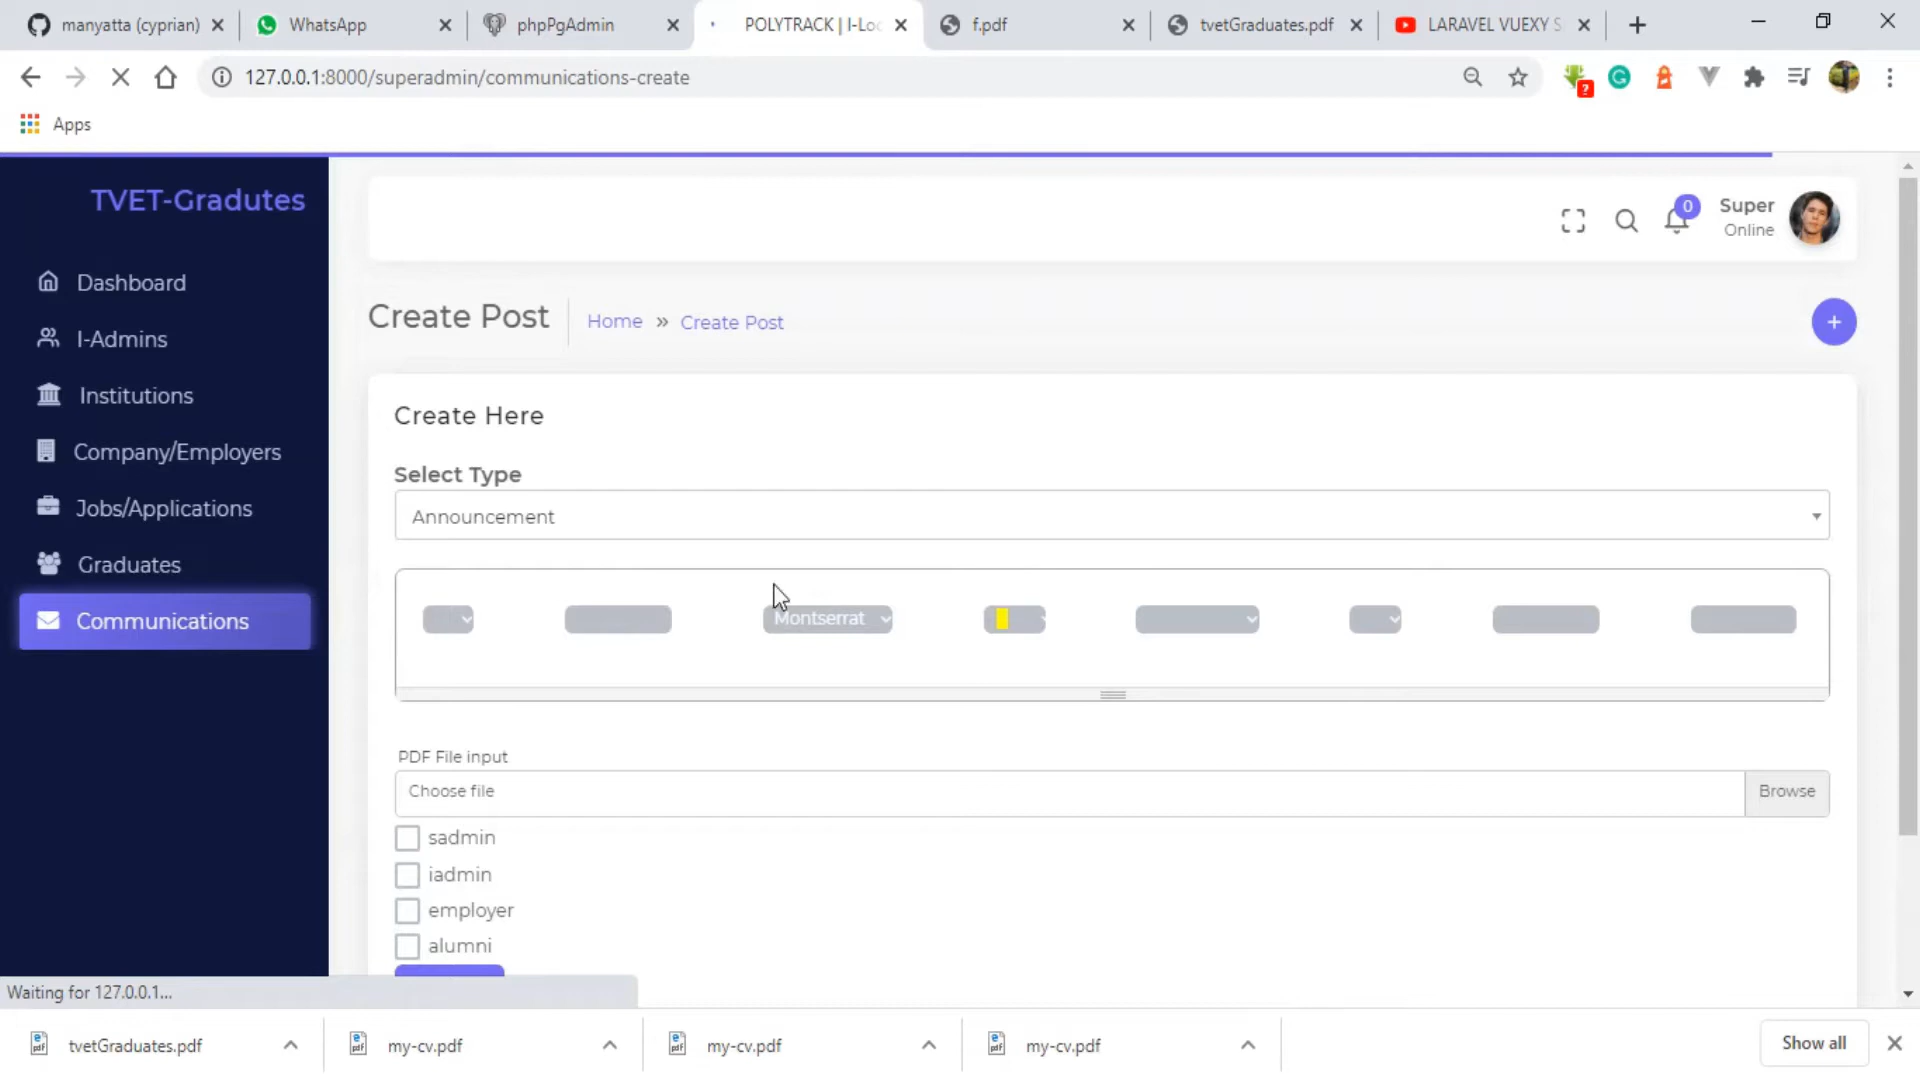 manyatta (cyprian)
WhatsApp
phpPgAdmin
POLYTRACK | I-Loc
f.pdf
tvetGraduates.pdf
LARAVEL VUEXY S
127.0.0.1:8000/superadmin/communications-create
Apps
TVET-Gradutes
0
Super
Online
Dashboard
I-Admins
Institutions
Company/Employers
Jobs/Applications
Graduates
Communications
Create Post
Home » Create Post
+
Create Here
Select Type
Announcement
Montserrat
PDF File input
Choose file
Browse
sadmin
iadmin
employer
alumni
Waiting for 127.0.0.1...
tvetGraduates.pdf
my-cv.pdf
my-cv.pdf
my-cv.pdf
Show all